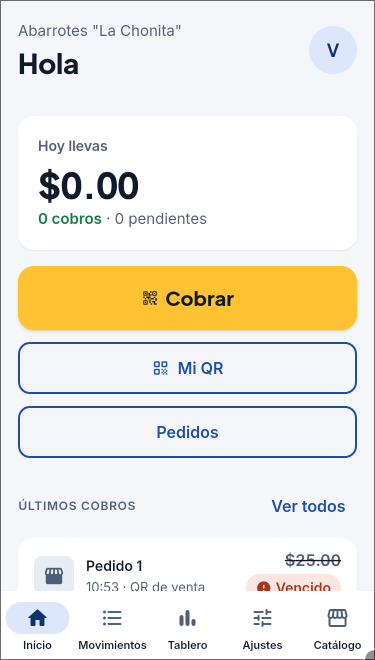 Abarrotes "La Chonita"
Hola
V
Hoy llevas
$0.00
0 cobros · 0 pendientes
Cobrar
Mi QR
Pedidos
ÚLTIMOS COBROS
Ver todos
Pedido 1
$25.00
10:53 · QR de venta
Vencido
Inicio
Movimientos
Tablero
Ajustes
Catálogo